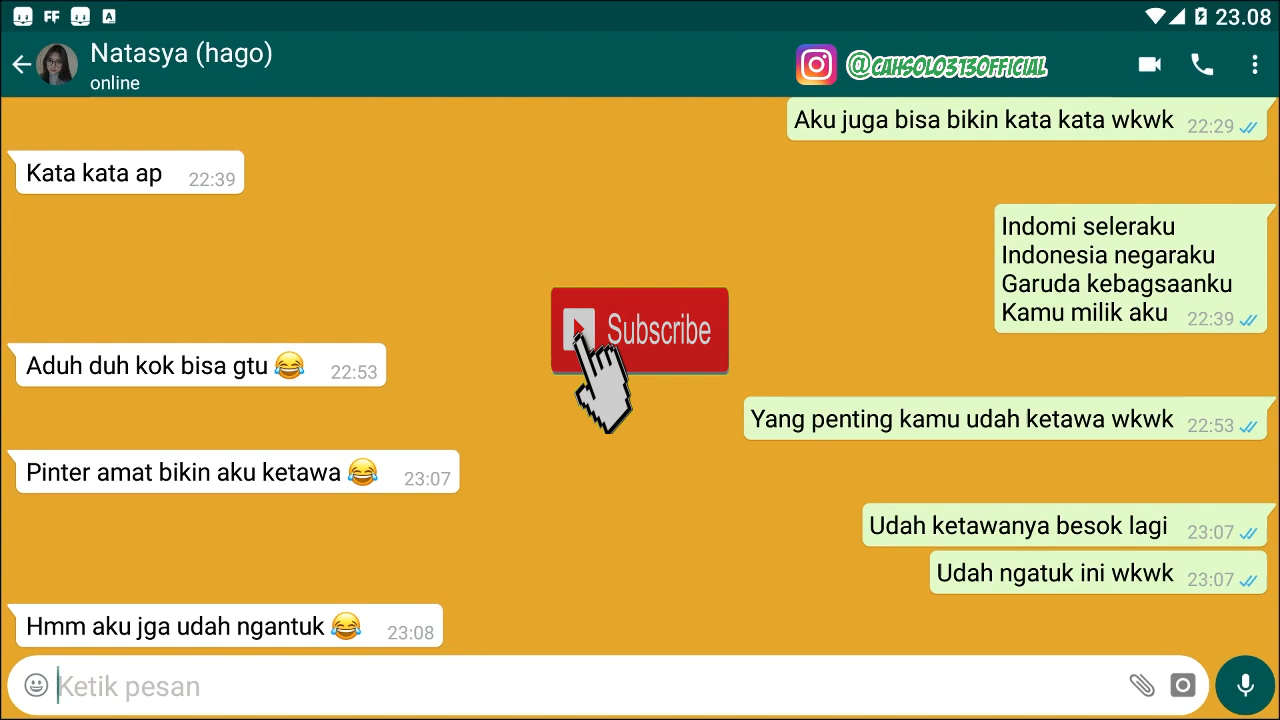 FF
A
23.08
Natasya (hago)
online
@CAHSOLO313OFFICIAL
Aku juga bisa bikin kata kata wkwk 22:29
Kata kata ap 22:39
Indomi seleraku
Indonesia negaraku
Garuda kebagsaanku
Kamu milik aku 22:39
Subscribe
Aduh duh kok bisa gtu 😂 22:53
Yang penting kamu udah ketawa wkwk 22:53
Pinter amat bikin aku ketawa 😂 23:07
Udah ketawanya besok lagi 23:07
Udah ngatuk ini wkwk 23:07
Hmm aku jga udah ngantuk 😂 23:08
Ketik pesan